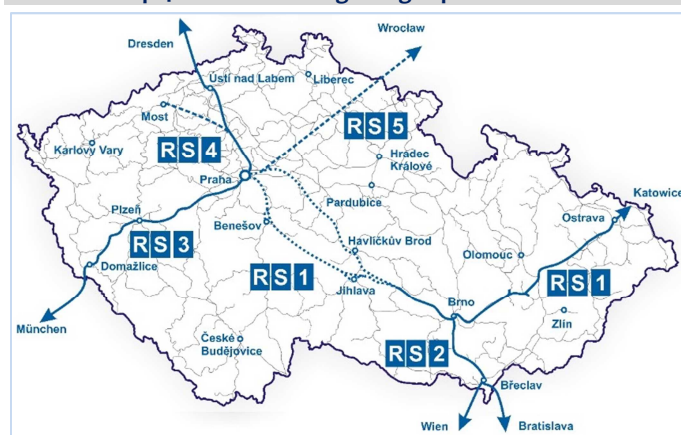 Wrocław
Dresden
Ústí nad Labem
Liberec
Most
RS 5
Karlovy Vary
RS 4
Hradec
Králové
Praha
Pardubice
Katowice
Plzeň
Ostrava
Benešov
RS 3
Havlíčkův Brod
Olomouc
Domažlice
RS 1
RS 1
Jihlava
Brno
München
Zlín
České
Budějovice
RS 2
Břeclav
Wien
Bratislava